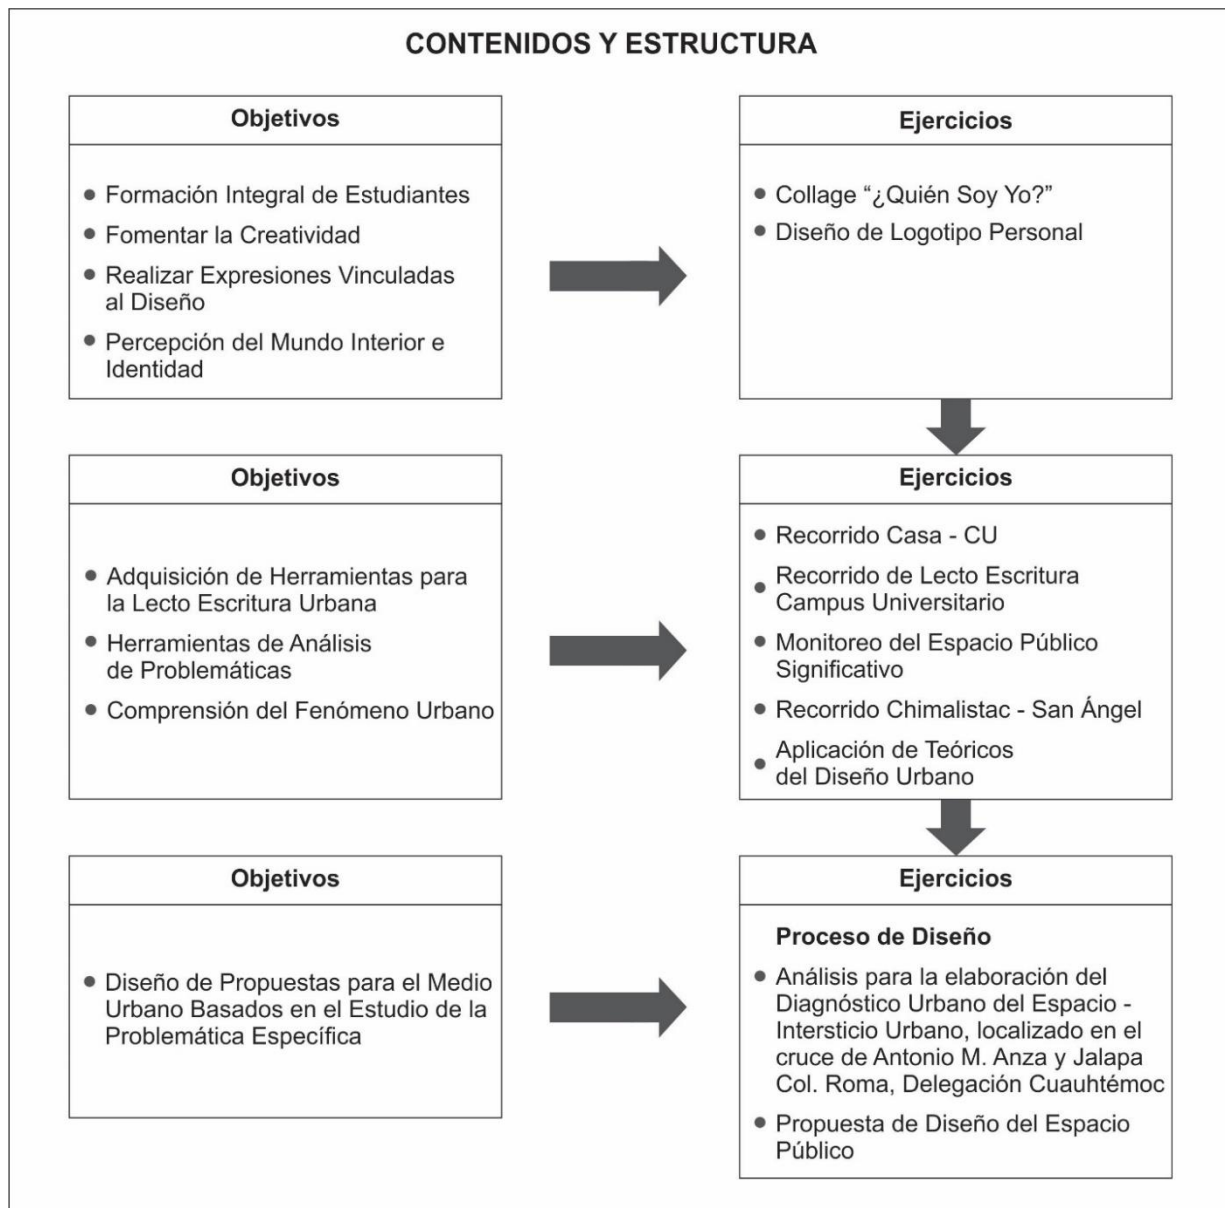 CONTENIDOS Y ESTRUCTURA
Objetivos
● Formación Integral de Estudiantes
● Fomentar la Creatividad
● Realizar Expresiones Vinculadas
al Diseño
● Percepción del Mundo Interior e
Identidad
Ejercicios
● Collage “¿Quién Soy Yo?”
● Diseño de Logotipo Personal
Objetivos
● Adquisición de Herramientas para
la Lecto Escritura Urbana
● Herramientas de Análisis
de Problemáticas
● Comprensión del Fenómeno Urbano
Ejercicios
● Recorrido Casa - CU
● Recorrido de Lecto Escritura
Campus Universitario
● Monitoreo del Espacio Público
Significativo
● Recorrido Chimalistac - San Ángel
● Aplicación de Teóricos
del Diseño Urbano
Objetivos
● Diseño de Propuestas para el Medio
Urbano Basados en el Estudio de la
Problemática Específica
Ejercicios
Proceso de Diseño
● Análisis para la elaboración del
Diagnóstico Urbano del Espacio -
Intersticio Urbano, localizado en el
cruce de Antonio M. Anza y Jalapa
Col. Roma, Delegación Cuauhtémoc
● Propuesta de Diseño del Espacio
Público